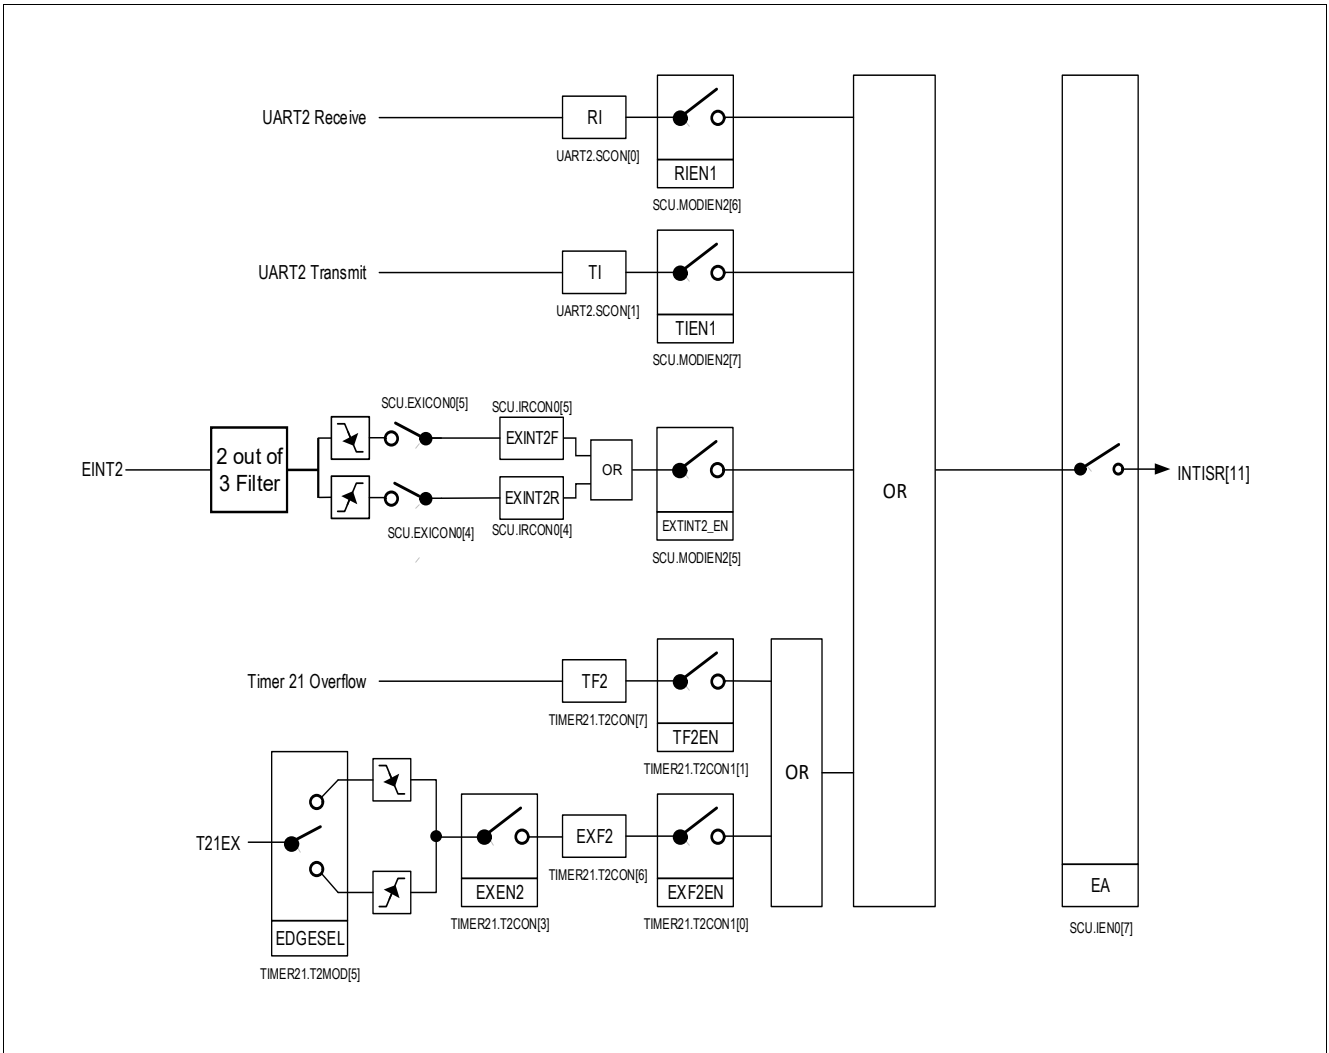 UART2 Receive
RI
UART2.SCON[0]
RIEN1
SCU.MODIEN2[6]
UART2 Transmit
TI
UART2.SCON[1]
TIEN1
SCU.MODIEN2[7]
EINT2
2 out of
3 Filter
SCU.EXICON0[5]
SCU.IRCON0[5]
EXINT2F
EXINT2R
SCU.EXICON0[4]
SCU.IRCON0[4]
OR
EXTINT2_EN
SCU.MODIEN2[5]
OR
INTISR[11]
Timer 21 Overflow
TF2
TIMER21.T2CON[7]
TF2EN
TIMER21.T2CON1[1]
OR
T21EX
EDGESEL
TIMER21.T2MOD[5]
EXEN2
TIMER21.T2CON[3]
EXF2
TIMER21.T2CON[6]
EXF2EN
TIMER21.T2CON1[0]
EA
SCU.IEN0[7]